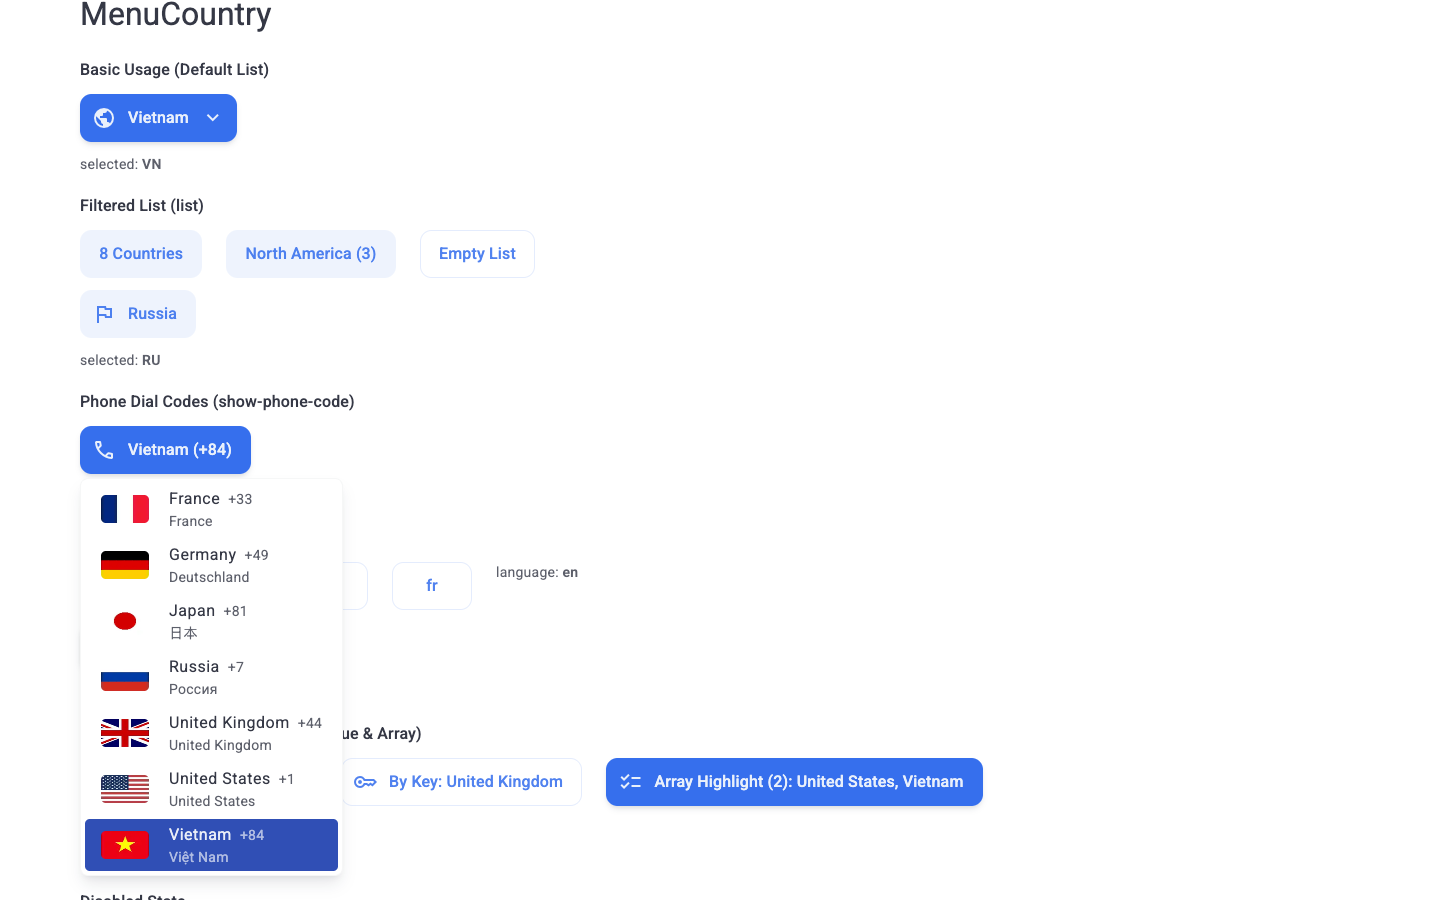 MenuCountry
Basic Usage (Default List)
Vietnam
selected: VN
Filtered List (list)
8 Countries
North America (3)
Empty List
Russia
selected: RU
Phone Dial Codes (show-phone-code)
Vietnam (+84)
France +33
France
Germany +49
Deutschland
Japan +81
日本
Russia +7
Россия
United Kingdom +44
United Kingdom
United States +1
United States
Vietnam +84
Việt Nam
fr
language: en
ue & Array)
By Key: United Kingdom
Array Highlight (2): United States, Vietnam
Disabled State